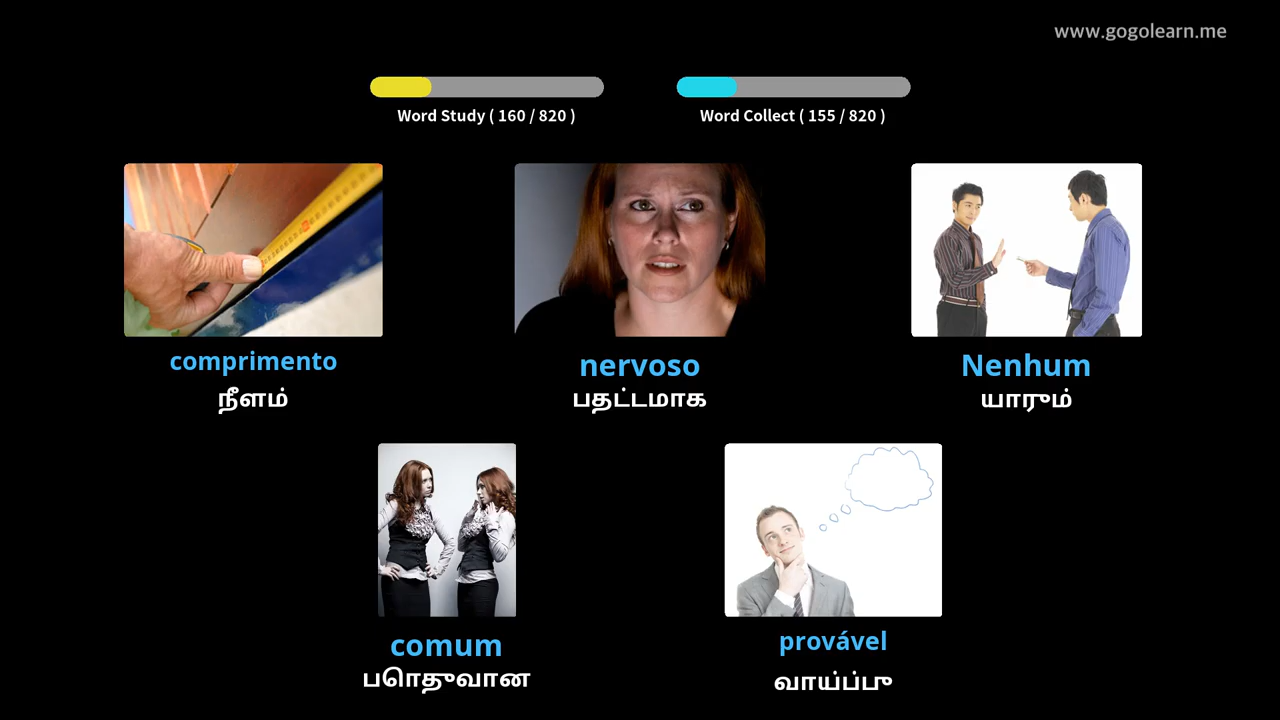 www.gogolearn.me
Word Study ( 160 / 820 )
Word Collect ( 155 / 820 )
comprimento
நீளம்
nervoso
பதட்டமாக
Nenhum
யாரும்
comum
பொதுவான
provável
வாய்ப்பு